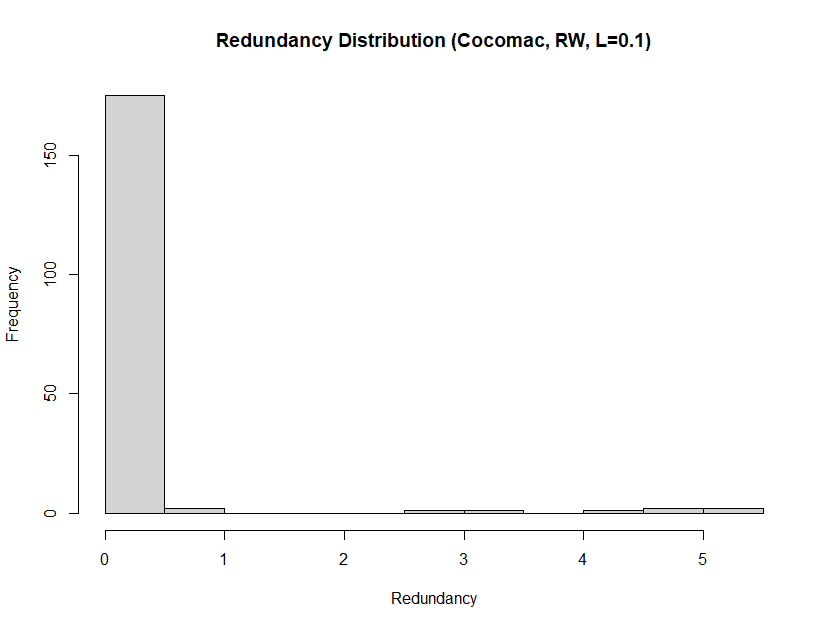 Redundancy Distribution (Cocomac, RW, L=0.1)
Frequency
150
100
50
0
0 1 2 3 4 5
Redundancy